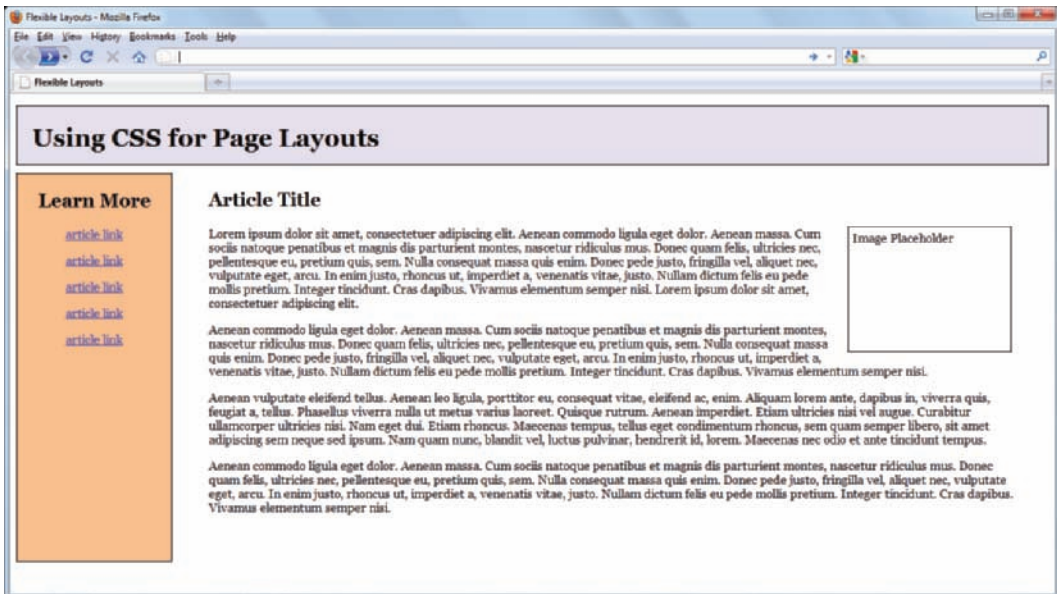 Flexible Layouts - Mozilla Firefox
File Edit View History Bookmarks Tools Help
Flexible Layouts
Using CSS for Page Layouts
Learn More
article link
article link
article link
article link
article link
Article Title
Lorem ipsum dolor sit amet, consectetuer adipiscing elit. Aenean commodo ligula eget dolor. Aenean massa. Cum
sociis natoque penatibus et magnis dis parturient montes, nascetur ridiculus mus. Donec quam felis, ultricies nec,
pellentesque eu, pretium quis, sem. Nulla consequat massa quis enim. Donec pede justo, fringilla vel, aliquet nec,
vulputate eget, arcu. In enim justo, rhoncus ut, imperdiet a, venenatis vitae, justo. Nullam dictum felis eu pede
mollis pretium. Integer tincidunt. Cras dapibus. Vivamus elementum semper nisi. Lorem ipsum dolor sit amet,
consectetuer adipiscing elit.
Image Placeholder
Aenean commodo ligula eget dolor. Aenean massa. Cum sociis natoque penatibus et magnis dis parturient montes,
nascetur ridiculus mus. Donec quam felis, ultricies nec, pellentesque eu, pretium quis, sem. Nulla consequat massa
quis enim. Donec pede justo, fringilla vel, aliquet nec, vulputate eget, arcu. In enim justo, rhoncus ut, imperdiet a,
venenatis vitae, justo. Nullam dictum felis eu pede mollis pretium. Integer tincidunt. Cras dapibus. Vivamus elementum semper nisi.
Aenean vulputate eleifend tellus. Aenean leo ligula, porttitor eu, consequat vitae, eleifend ac, enim. Aliquam lorem ante, dapibus in, viverra quis,
feugiat a, tellus. Phasellus viverra nulla ut metus varius laoreet. Quisque rutrum. Aenean imperdiet. Etiam ultricies nisi vel augue. Curabitur
ullamcorper ultricies nisi. Nam eget dui. Etiam rhoncus. Maecenas tempus, tellus eget condimentum rhoncus, sem quam semper libero, sit amet
adipiscing sem neque sed ipsum. Nam quam nunc, blandit vel, luctus pulvinar, hendrerit id, lorem. Maecenas nec odio et ante tincidunt tempus.
Aenean commodo ligula eget dolor. Aenean massa. Cum sociis natoque penatibus et magnis dis parturient montes, nascetur ridiculus mus. Donec
quam felis, ultricies nec, pellentesque eu, pretium quis, sem. Nulla consequat massa quis enim. Donec pede justo, fringilla vel, aliquet nec, vulputate
eget, arcu. In enim justo, rhoncus ut, imperdiet a, venenatis vitae, justo. Nullam dictum felis eu pede mollis pretium. Integer tincidunt. Cras dapibus.
Vivamus elementum semper nisi.